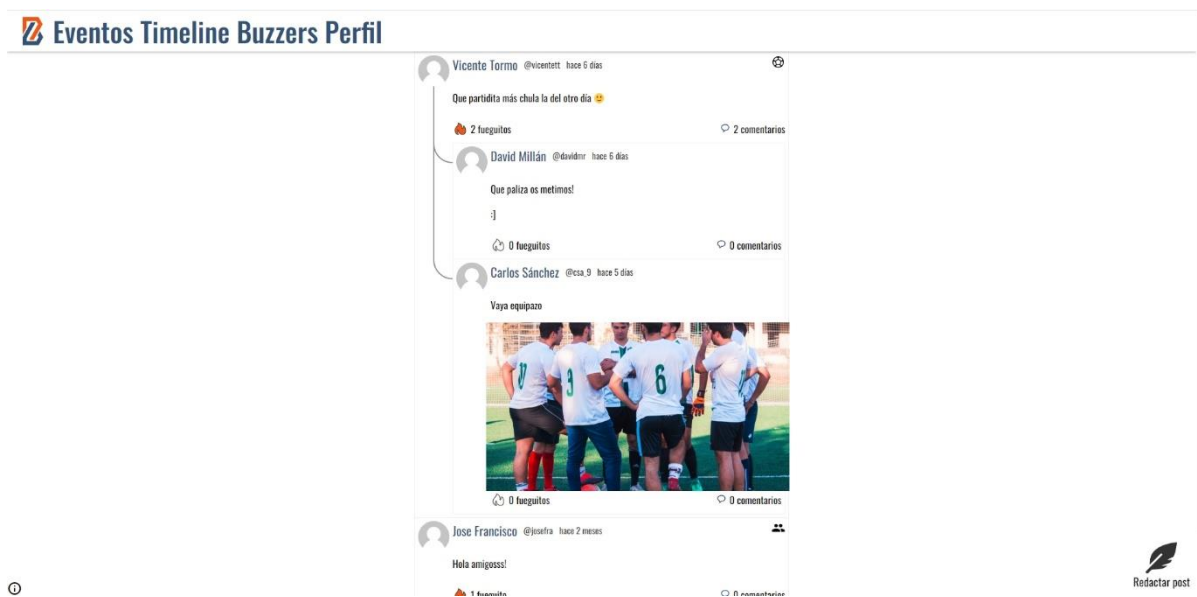 Eventos Timeline Buzzers Perfil
Vicente Tormo @vicentett hace 6 días
Que partidita más chula la del otro día 🙂
2 fueguitos 2 comentarios
David Millán @davidmr hace 6 días
Que paliza os metimos!
:]
0 fueguitos 0 comentarios
Carlos Sánchez @csa_9 hace 5 días
Vaya equipazo
9
6
0 fueguitos 0 comentarios
Jose Francisco @josefra hace 2 meses
Hola amigosss!
1 fueguito 0 comentarios
Redactar post